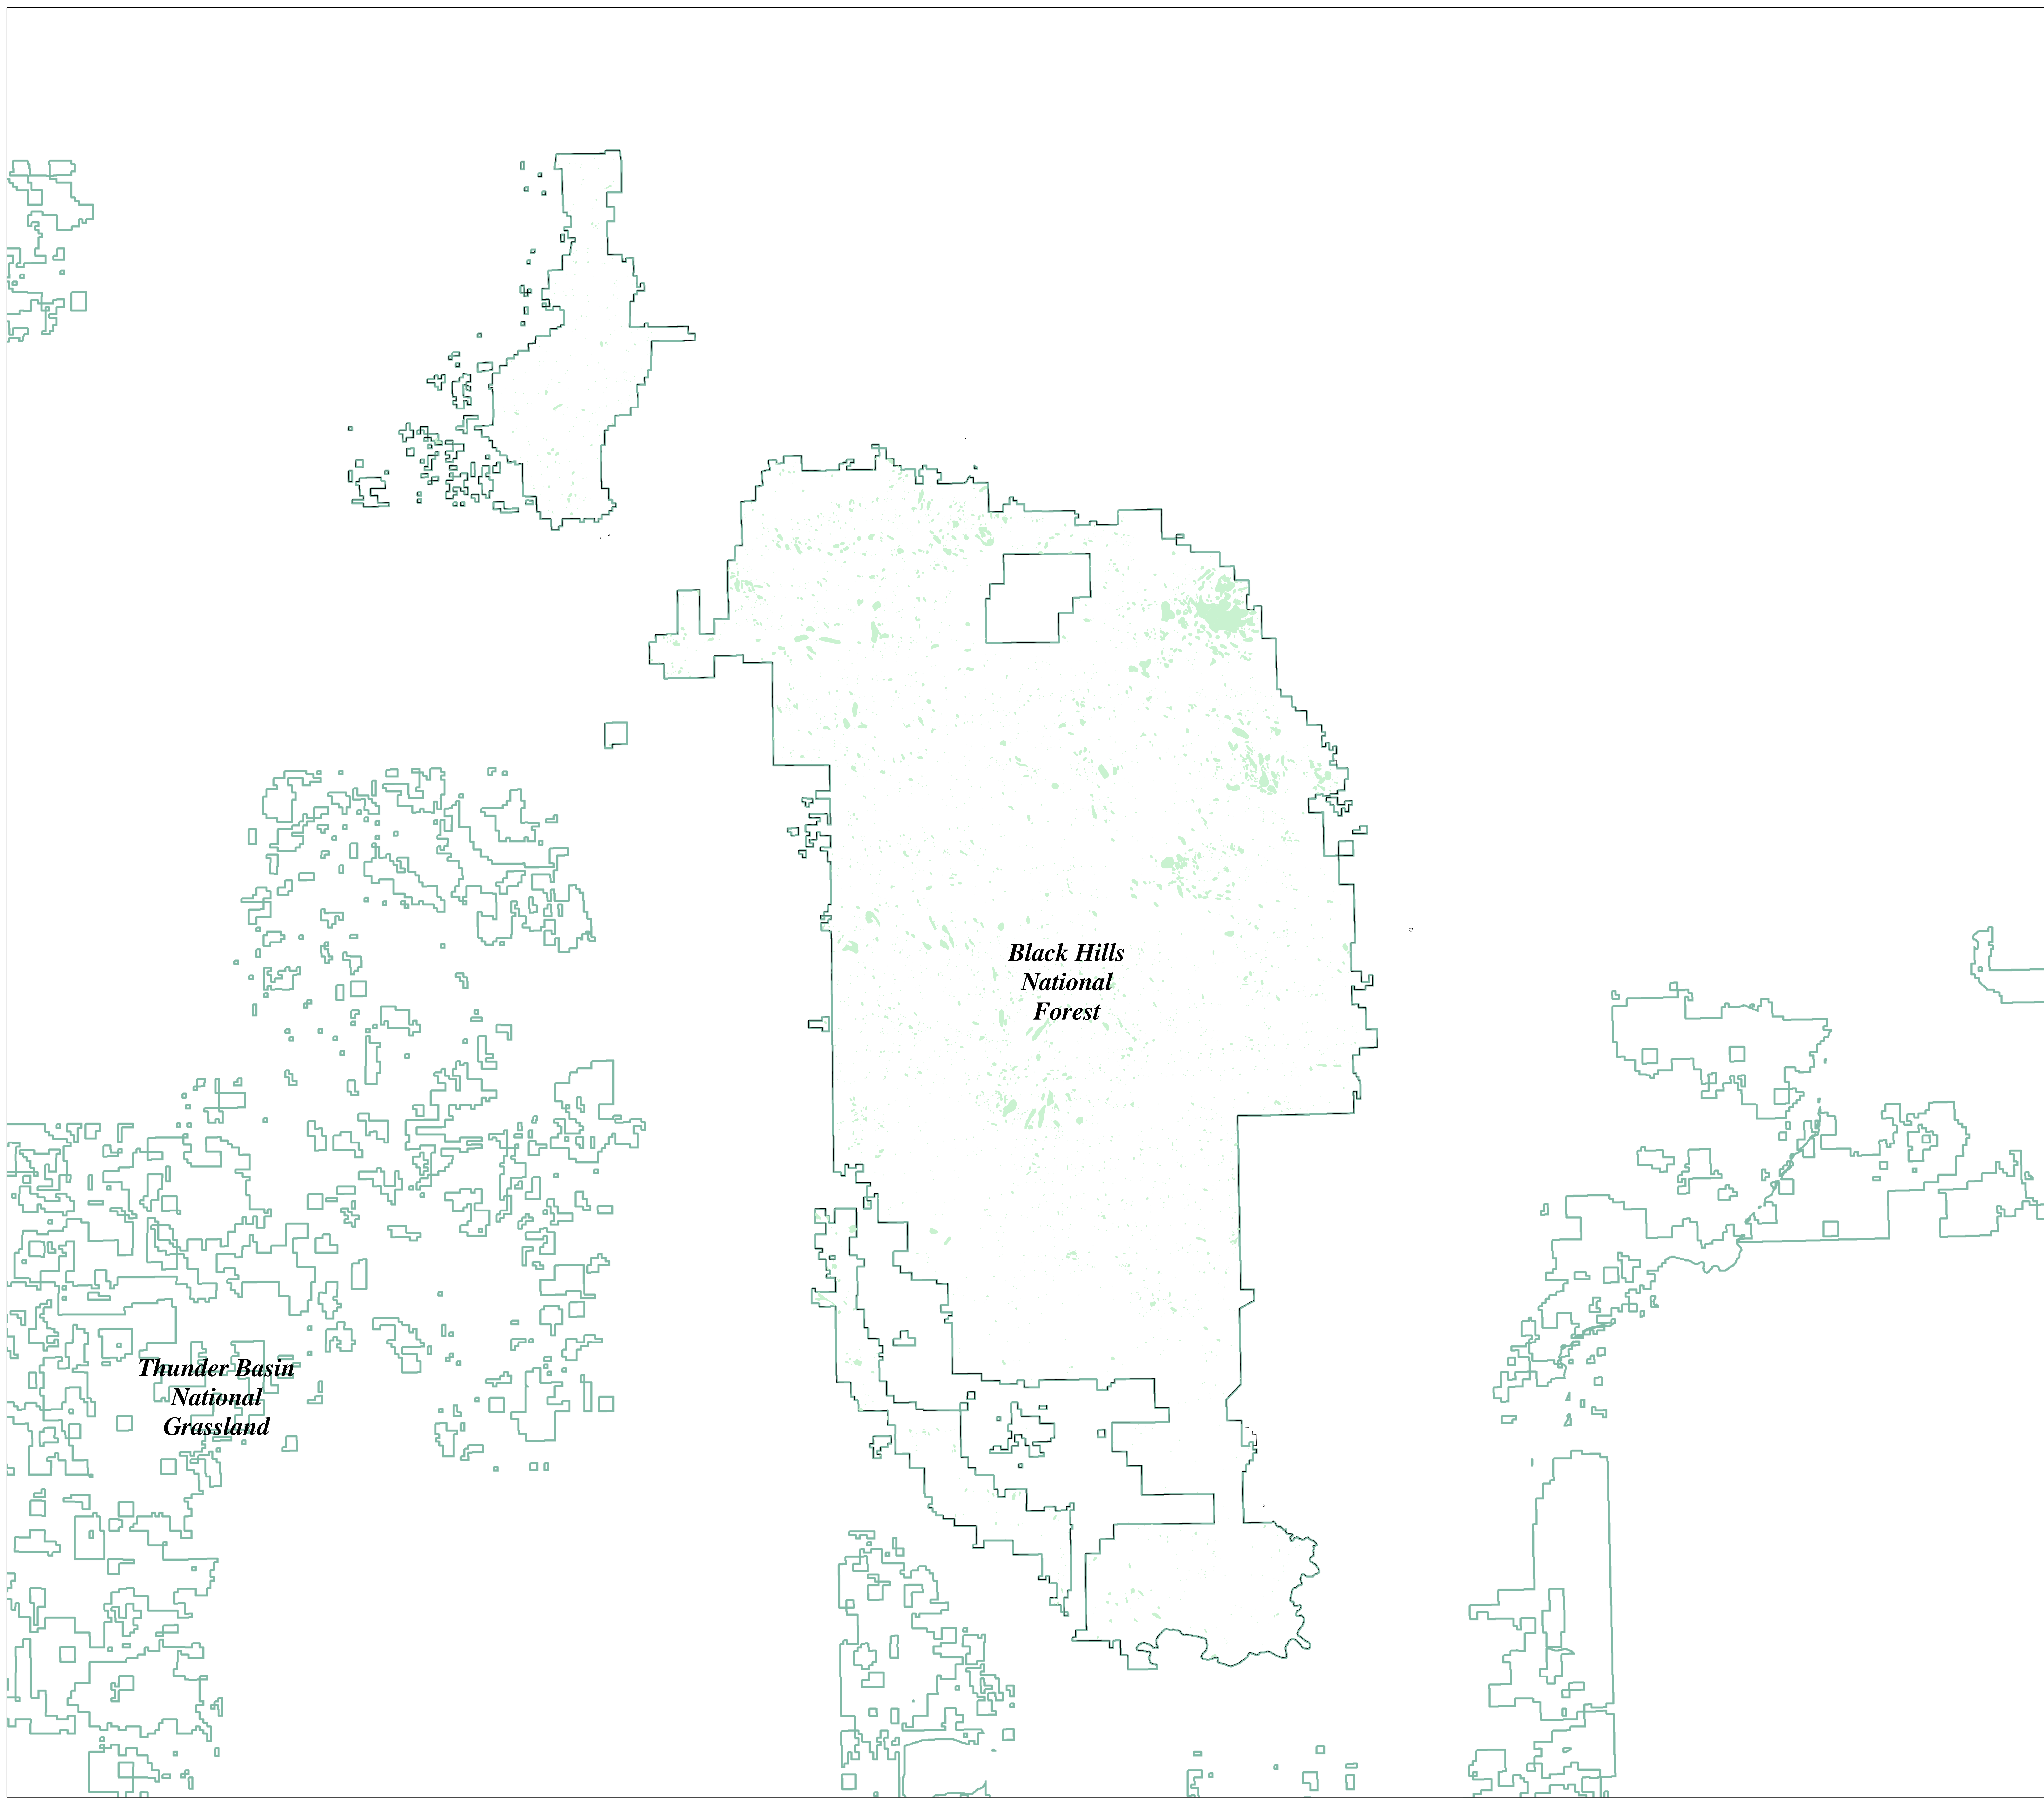 Black Hills
National
Forest
Thunder Basin
National
Grassland